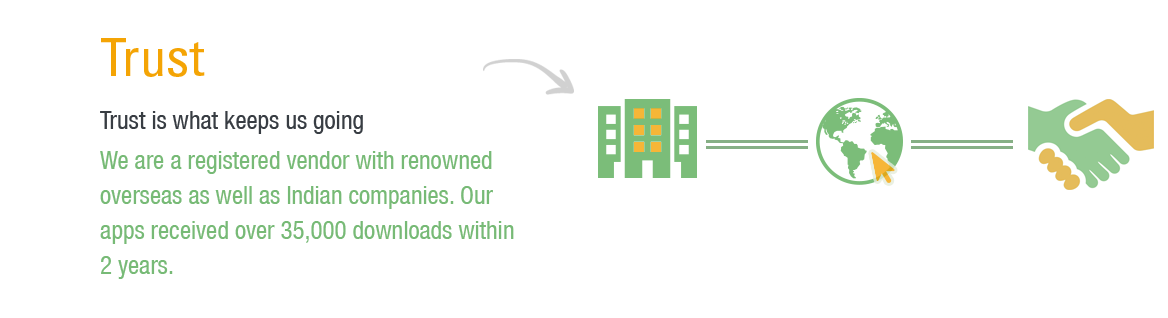 Trust
Trust is what keeps us going
We are a registered vendor with renowned
overseas as well as Indian companies. Our
apps received over 35,000 downloads within
2 years.